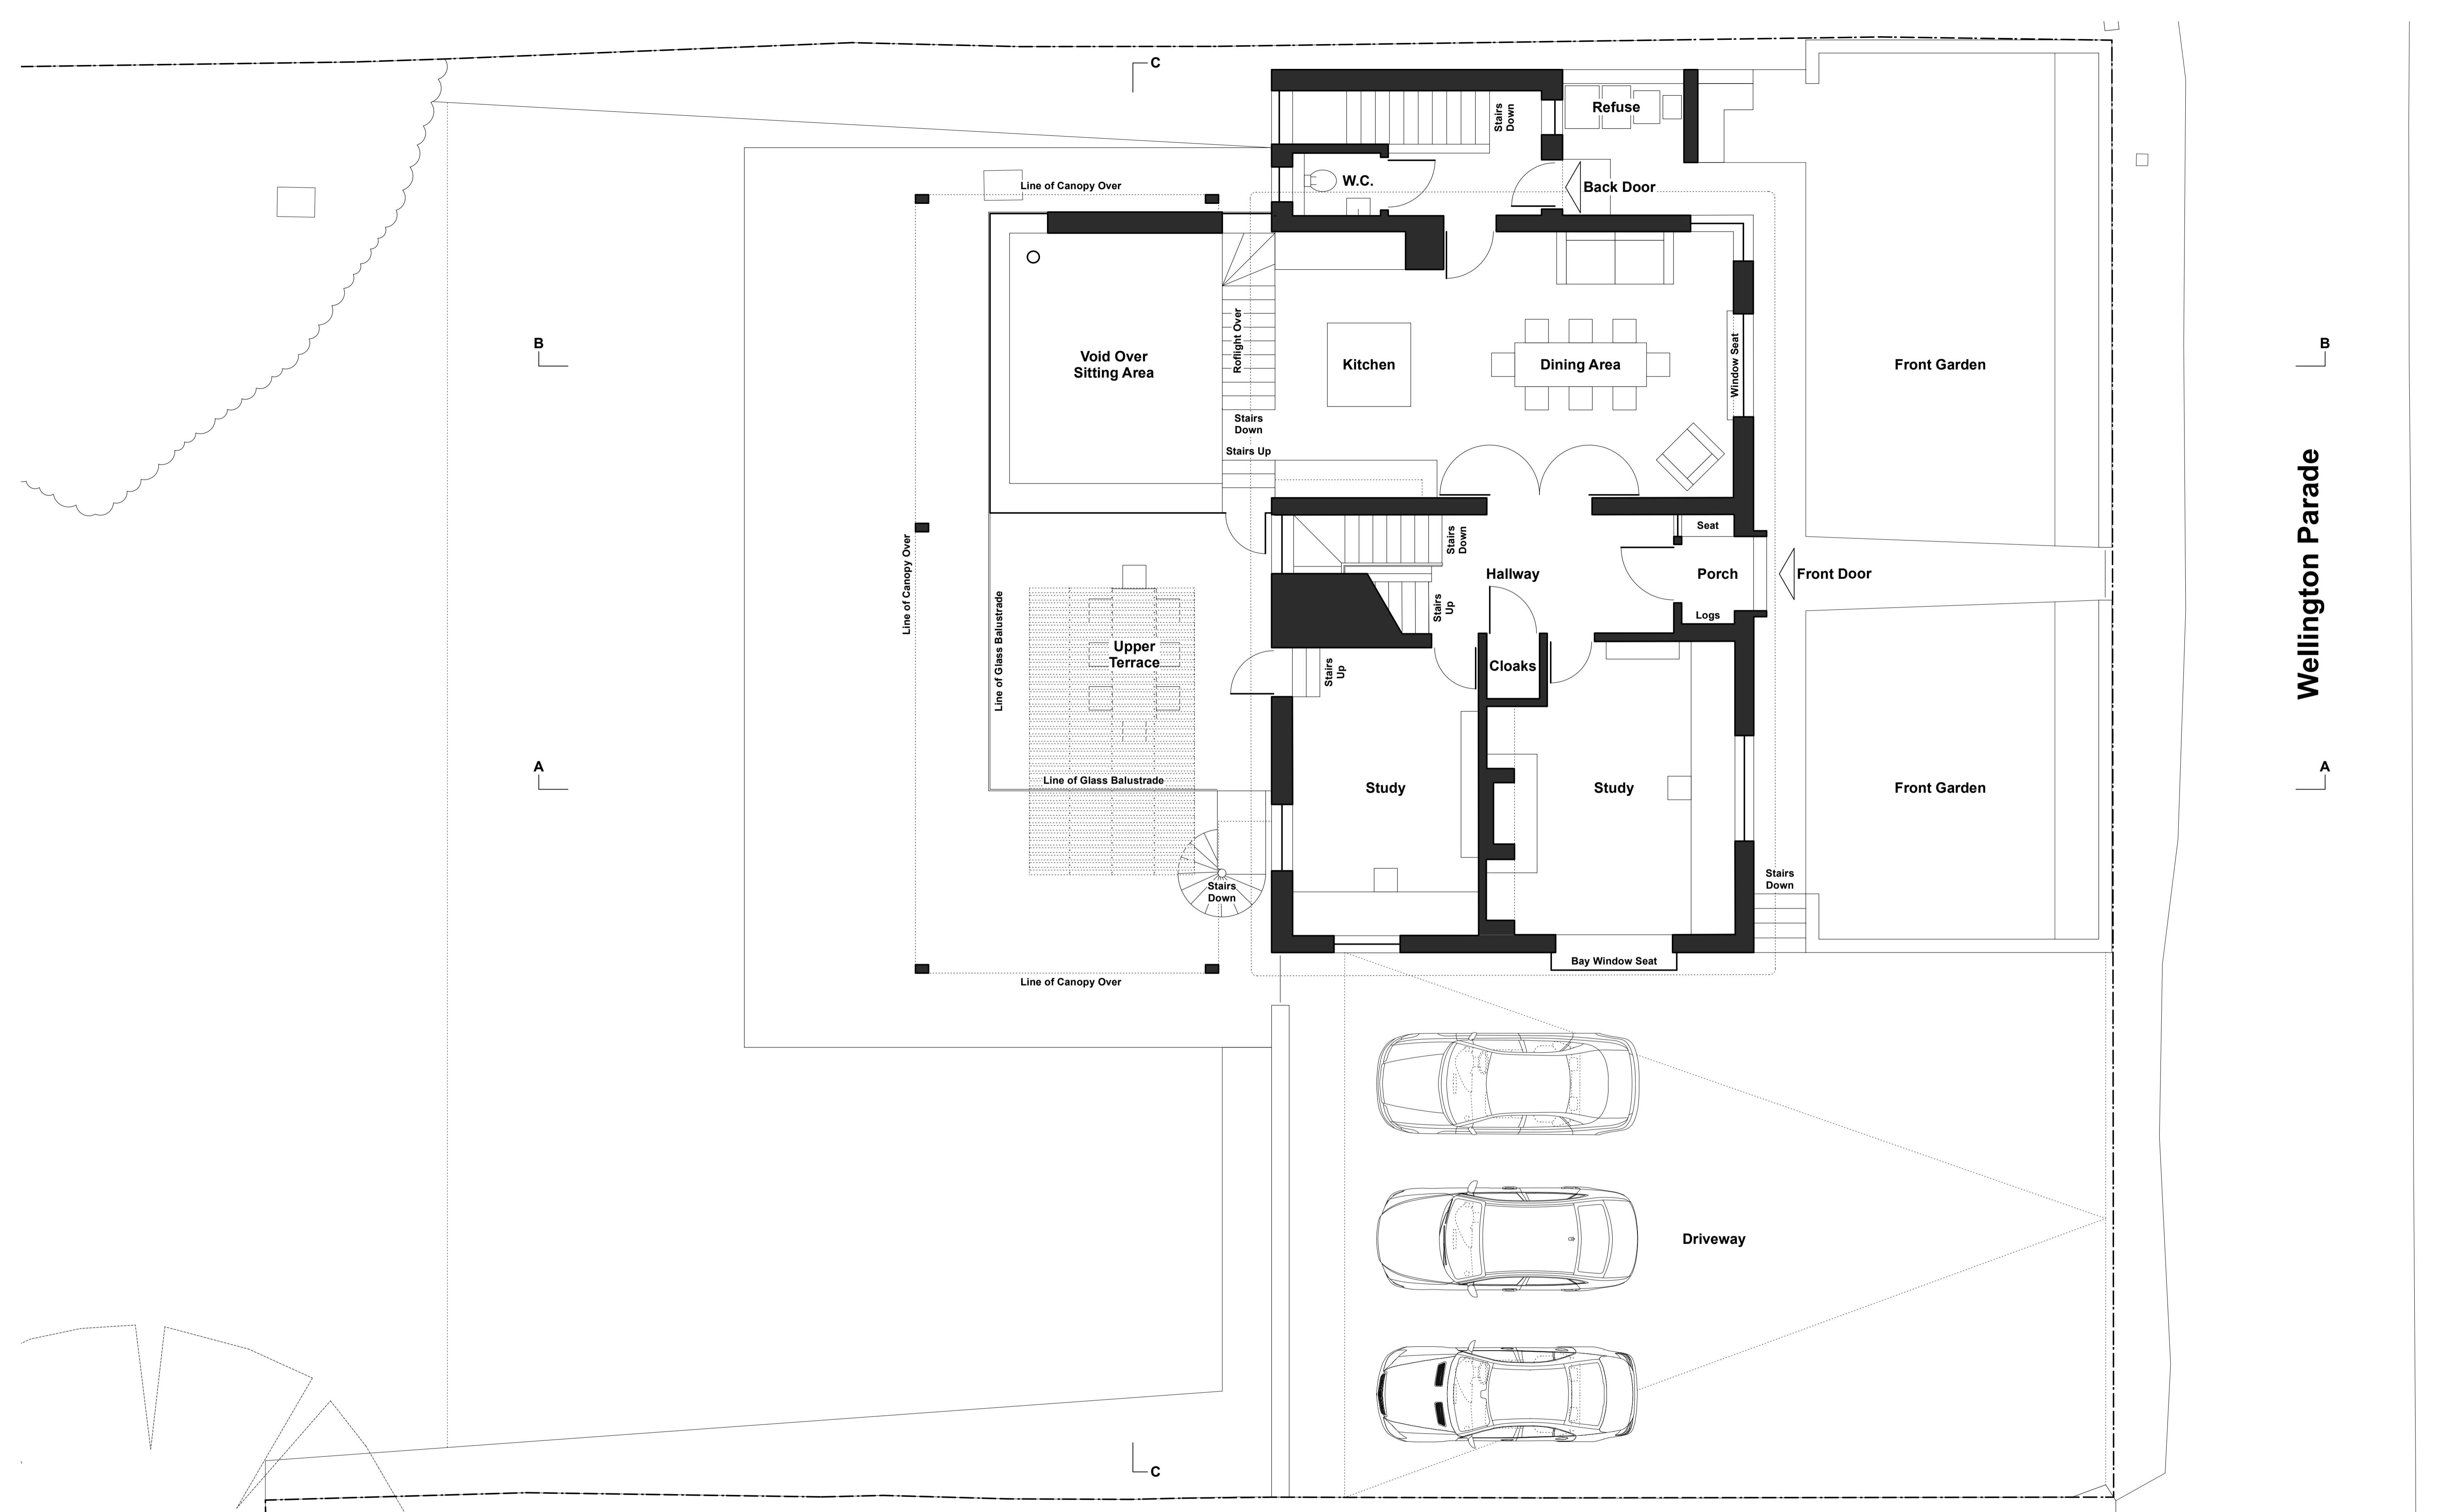 C
Refuse
Stairs
Down
W.C.
Back Door
Line of Canopy Over
B
B
Roflight Over
Void Over
Sitting Area
Kitchen
Dining Area
Window Seat
Front Garden
Stairs
Down
Stairs Up
Wellington Parade
Seat
Stairs
Down
Line of Canopy Over
Hallway
Porch
Front Door
Line of Glass Balustrade
Stairs
Up
Logs
Upper
Terrace
Stairs
Up
Cloaks
A
A
Line of Glass Balustrade
Study
Study
Front Garden
Stairs
Down
Stairs
Down
Bay Window Seat
Line of Canopy Over
Driveway
C